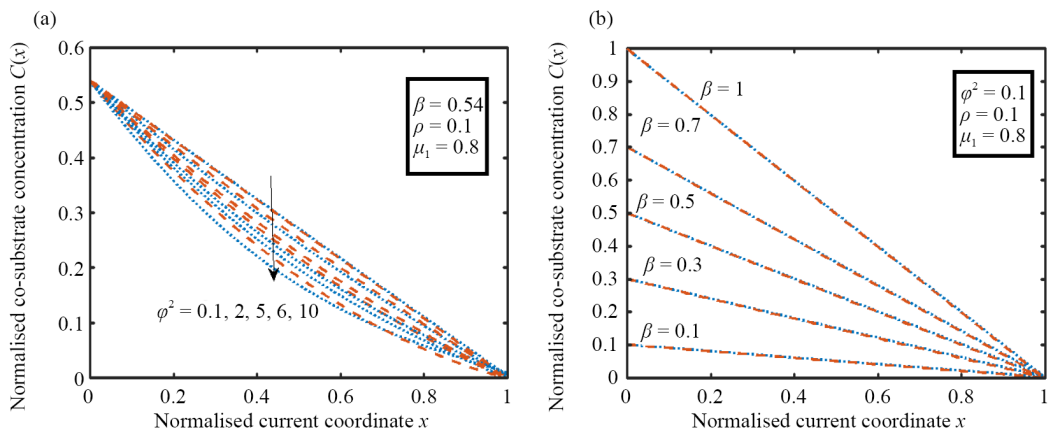 (a)
Normalised co-substrate concentration C(x)
0.6
0.5
0.4
0.3
0.2
0.1
0
β = 0.54
ρ = 0.1
μ₁ = 0.8
φ² = 0.1, 2, 5, 6, 10
0 0.2 0.4 0.6 0.8 1
Normalised current coordinate x
(b)
Normalised co-substrate concentration C(x)
1
0.9
0.8
0.7
0.6
0.5
0.4
0.3
0.2
0.1
0
φ² = 0.1
ρ = 0.1
μ₁ = 0.8
β = 1
β = 0.7
β = 0.5
β = 0.3
β = 0.1
0 0.2 0.4 0.6 0.8 1
Normalised current coordinate x